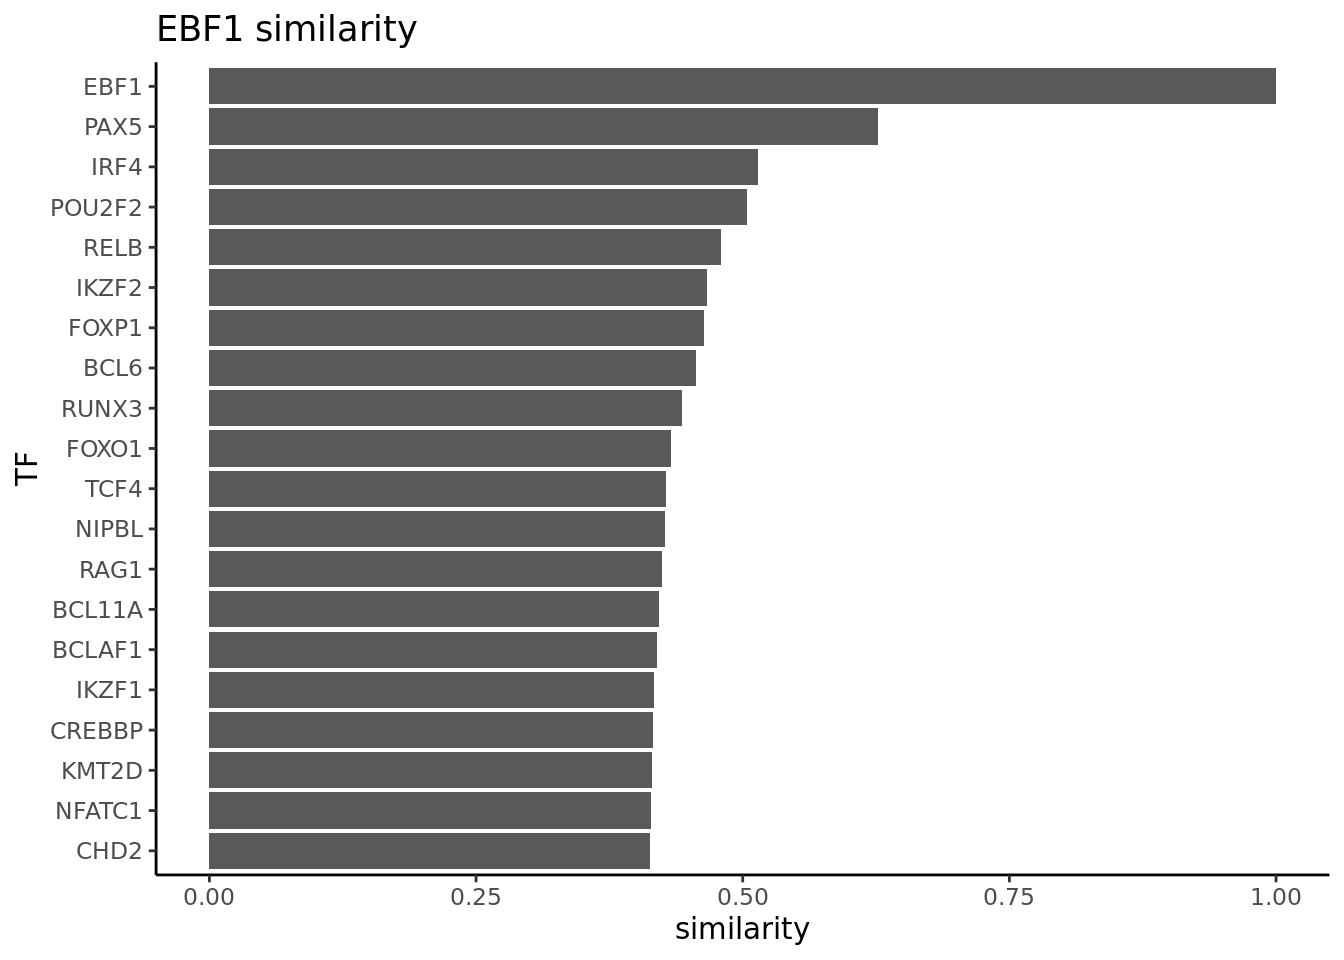 EBF1 similarity
EBF1
PAX5
IRF4
POU2F2
RELB
IKZF2
FOXP1
BCL6
RUNX3
FOXO1
TCF4
NIPBL
RAG1
BCL11A
BCLAF1
IKZF1
CREBBP
KMT2D
NFATC1
CHD2
TF
0.00 0.25 0.50 0.75 1.00
similarity